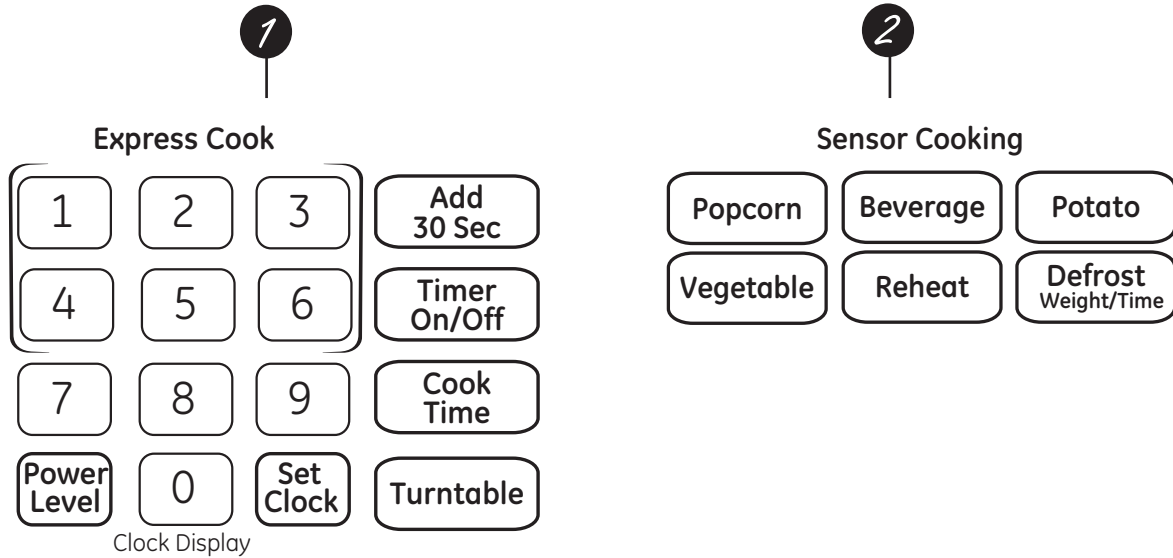 1
Express Cook
1 2 3 Add
30 Sec
4 5 6 Timer
On/Off
7 8 9 Cook
Time
Power
Level 0 Set
Clock Turntable
Clock Display
2
Sensor Cooking
Popcorn Beverage Potato
Vegetable Reheat Defrost
Weight/Time